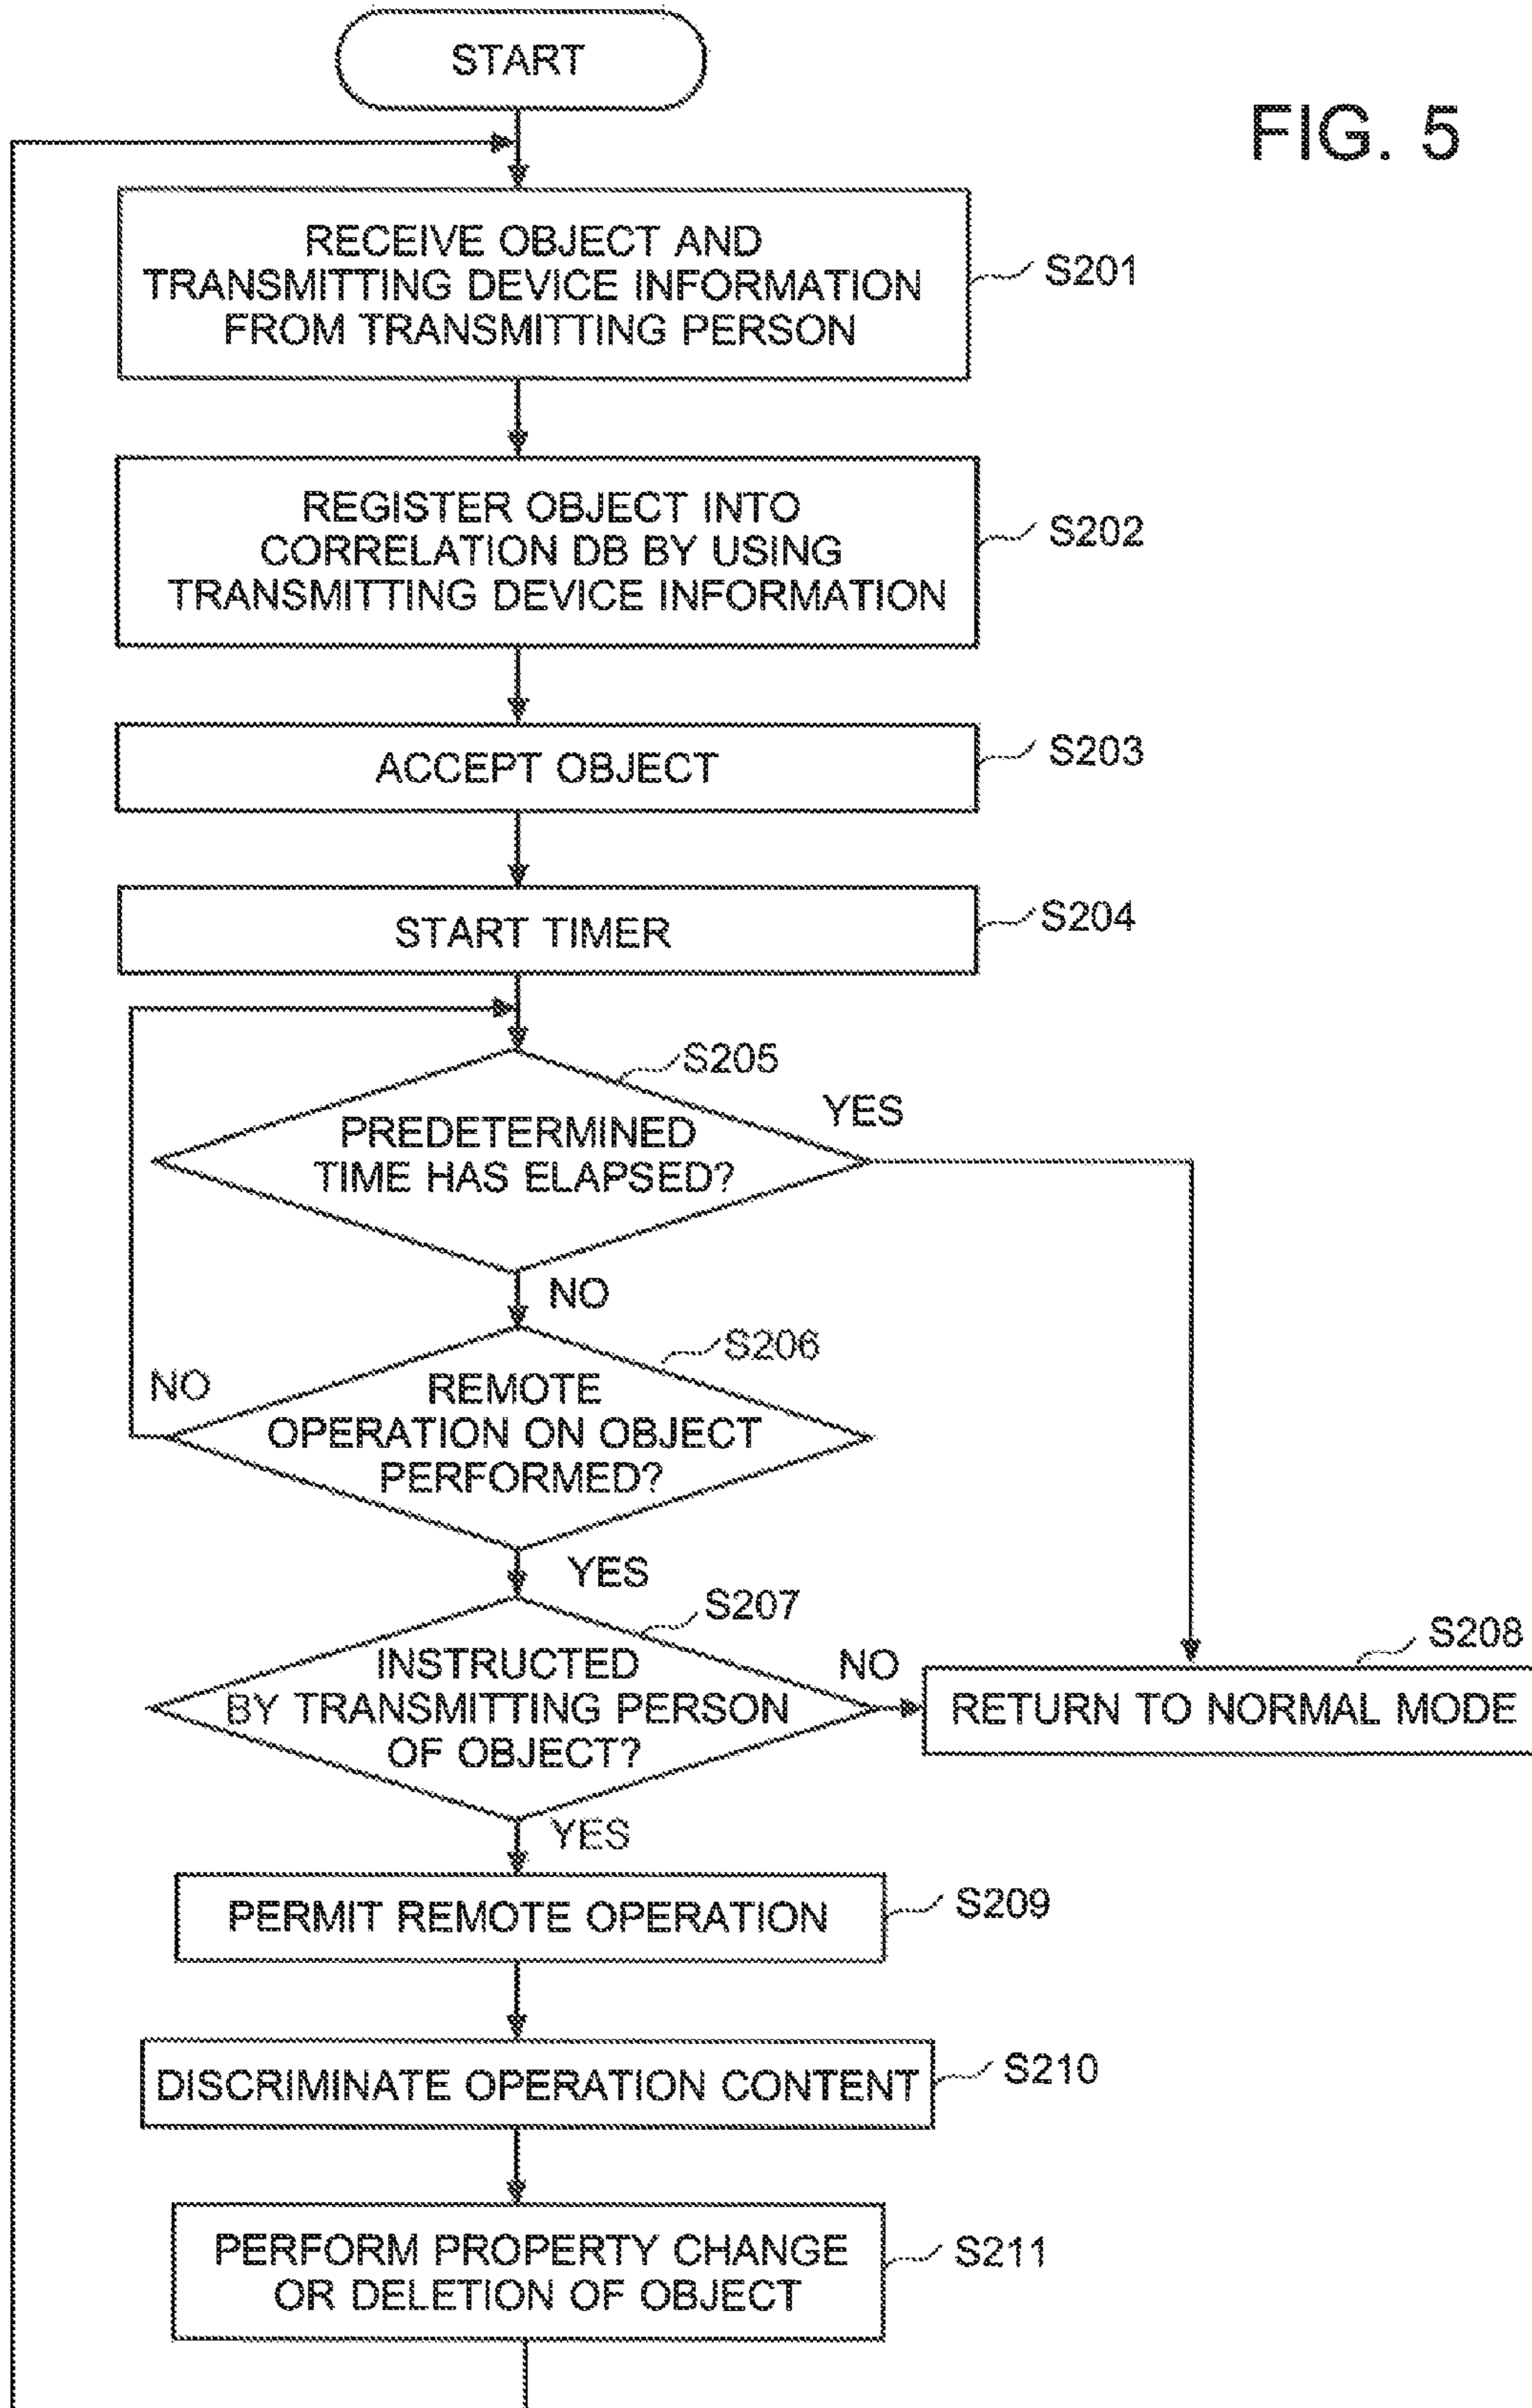 START
FIG. 5
RECEIVE OBJECT AND
TRANSMITTING DEVICE INFORMATION
FROM TRANSMITTING PERSON
S201
REGISTER OBJECT INTO
CORRELATION DB BY USING
TRANSMITTING DEVICE INFORMATION
S202
ACCEPT OBJECT
S203
START TIMER
S204
S205
YES
PREDETERMINED
TIME HAS ELAPSED?
NO
S206
NO
REMOTE
OPERATION ON OBJECT
PERFORMED?
YES
S207
INSTRUCTED
BY TRANSMITTING PERSON
OF OBJECT?
NO
S208
RETURN TO NORMAL MODE
YES
PERMIT REMOTE OPERATION
S209
DISCRIMINATE OPERATION CONTENT
S210
PERFORM PROPERTY CHANGE
OR DELETION OF OBJECT
S211